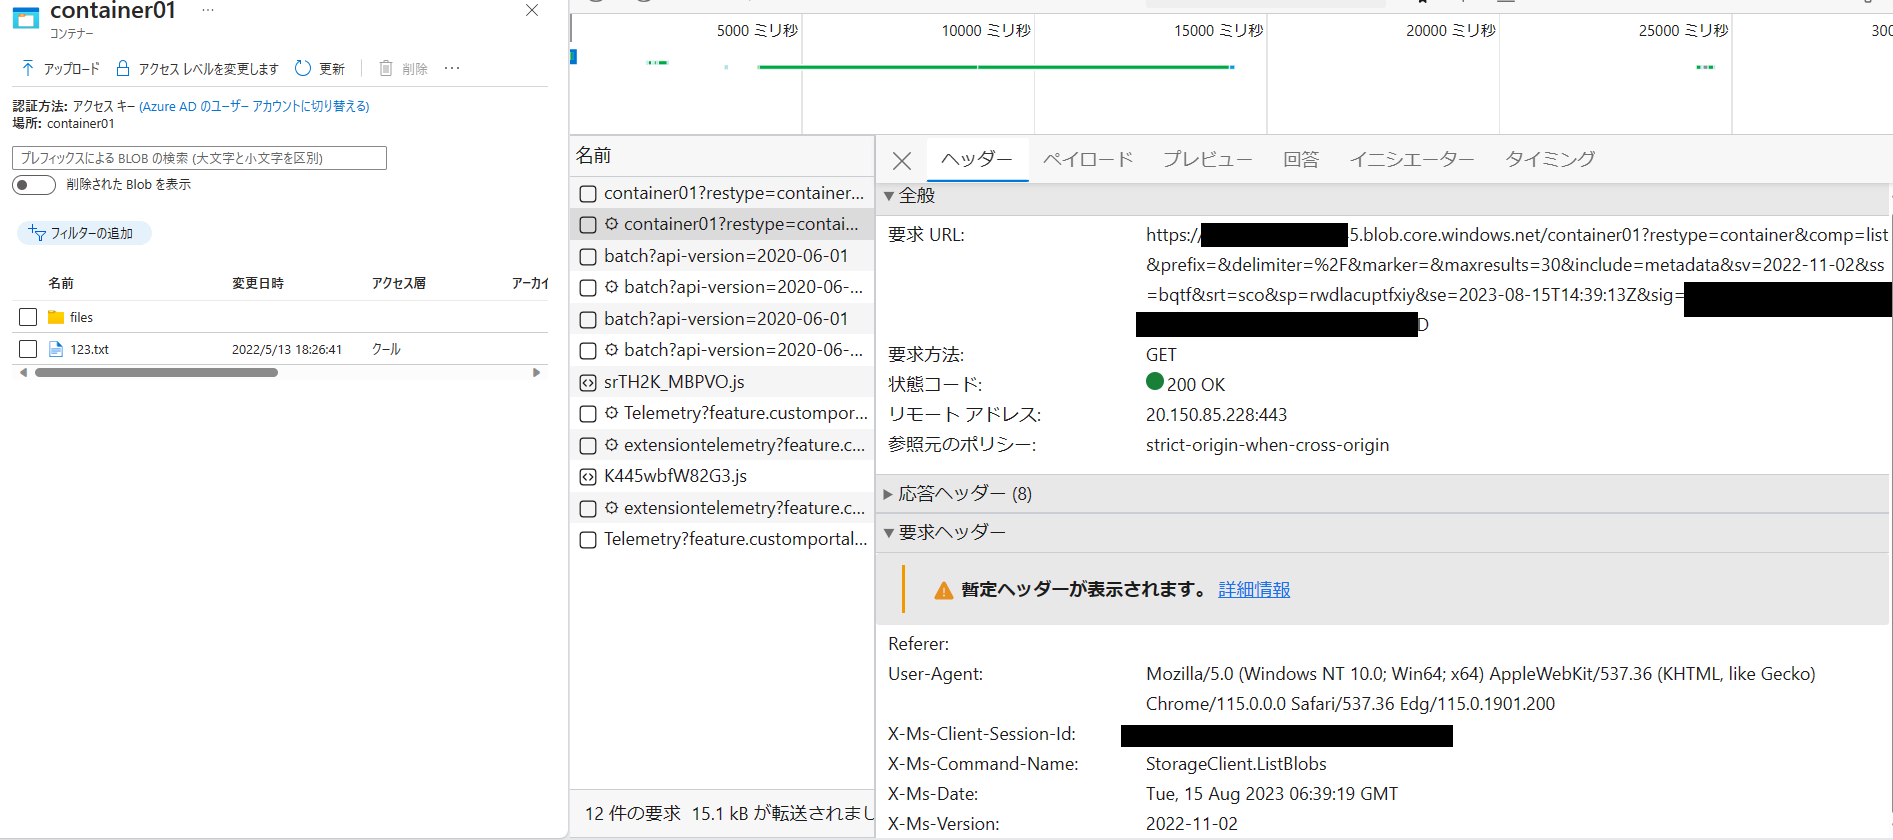 container01 ...
コンテナー
アップロード アクセス レベルを変更します 更新 削除 ...
認証方法: アクセス キー (Azure AD のユーザー アカウントに切り替える)
場所: container01
プレフィックスによる BLOB の検索 (大文字と小文字を区別)
削除された Blob を表示
フィルターの追加
名前 変更日時 アクセス層 アーカイ
files
123.txt 2022/5/13 18:26:41 クール
5000 ミリ秒 10000 ミリ秒 15000 ミリ秒 20000 ミリ秒 25000 ミリ秒 300
名前
container01?restype=container...
container01?restype=contai...
batch?api-version=2020-06-01
batch?api-version=2020-06-...
batch?api-version=2020-06-01
batch?api-version=2020-06-...
srTH2K_MBPVO.js
Telemetry?feature.custompor...
extensiontelemetry?feature.c...
K445wbfW82G3.js
extensiontelemetry?feature.c...
Telemetry?feature.customportal...
12 件の要求 15.1 kB が転送されまし
ヘッダー ペイロード プレビュー 回答 イニシエーター タイミング
全般
要求 URL: https://
5.blob.core.windows.net/container01?restype=container&comp=list
&prefix=&delimiter=%2F&marker=&maxresults=30&include=metadata&sv=2022-11-02&ss
=bqtf&srt=sco&sp=rwdlacuptfxiy&se=2023-08-15T14:39:13Z&sig=
D
要求方法: GET
状態コード: 200 OK
リモート アドレス: 20.150.85.228:443
参照元のポリシー: strict-origin-when-cross-origin
応答ヘッダー (8)
要求ヘッダー
暫定ヘッダーが表示されます。 詳細情報
Referer:
User-Agent: Mozilla/5.0 (Windows NT 10.0; Win64; x64) AppleWebKit/537.36 (KHTML, like Gecko)
Chrome/115.0.0.0 Safari/537.36 Edg/115.0.1901.200
X-Ms-Client-Session-Id:
X-Ms-Command-Name: StorageClient.ListBlobs
X-Ms-Date: Tue, 15 Aug 2023 06:39:19 GMT
X-Ms-Version: 2022-11-02